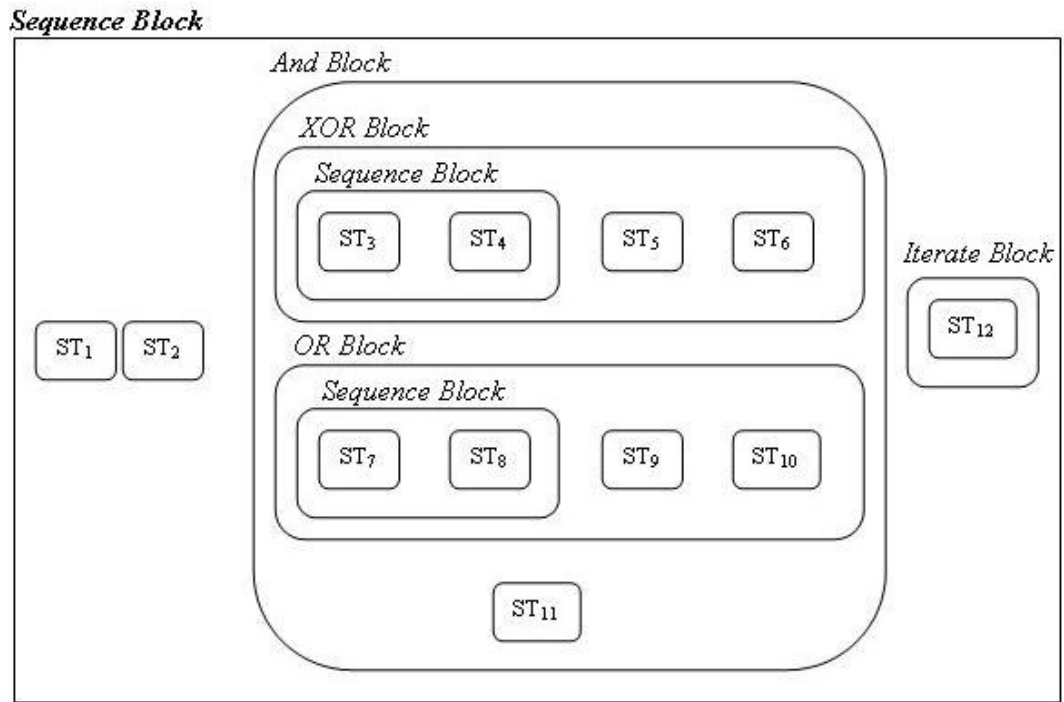 Sequence Block
And Block
XOR Block
Sequence Block
ST₃ ST₄ ST₅ ST₆
Iterate Block
ST₁₂
ST₁ ST₂
OR Block
Sequence Block
ST₇ ST₈ ST₉ ST₁₀
ST₁₁